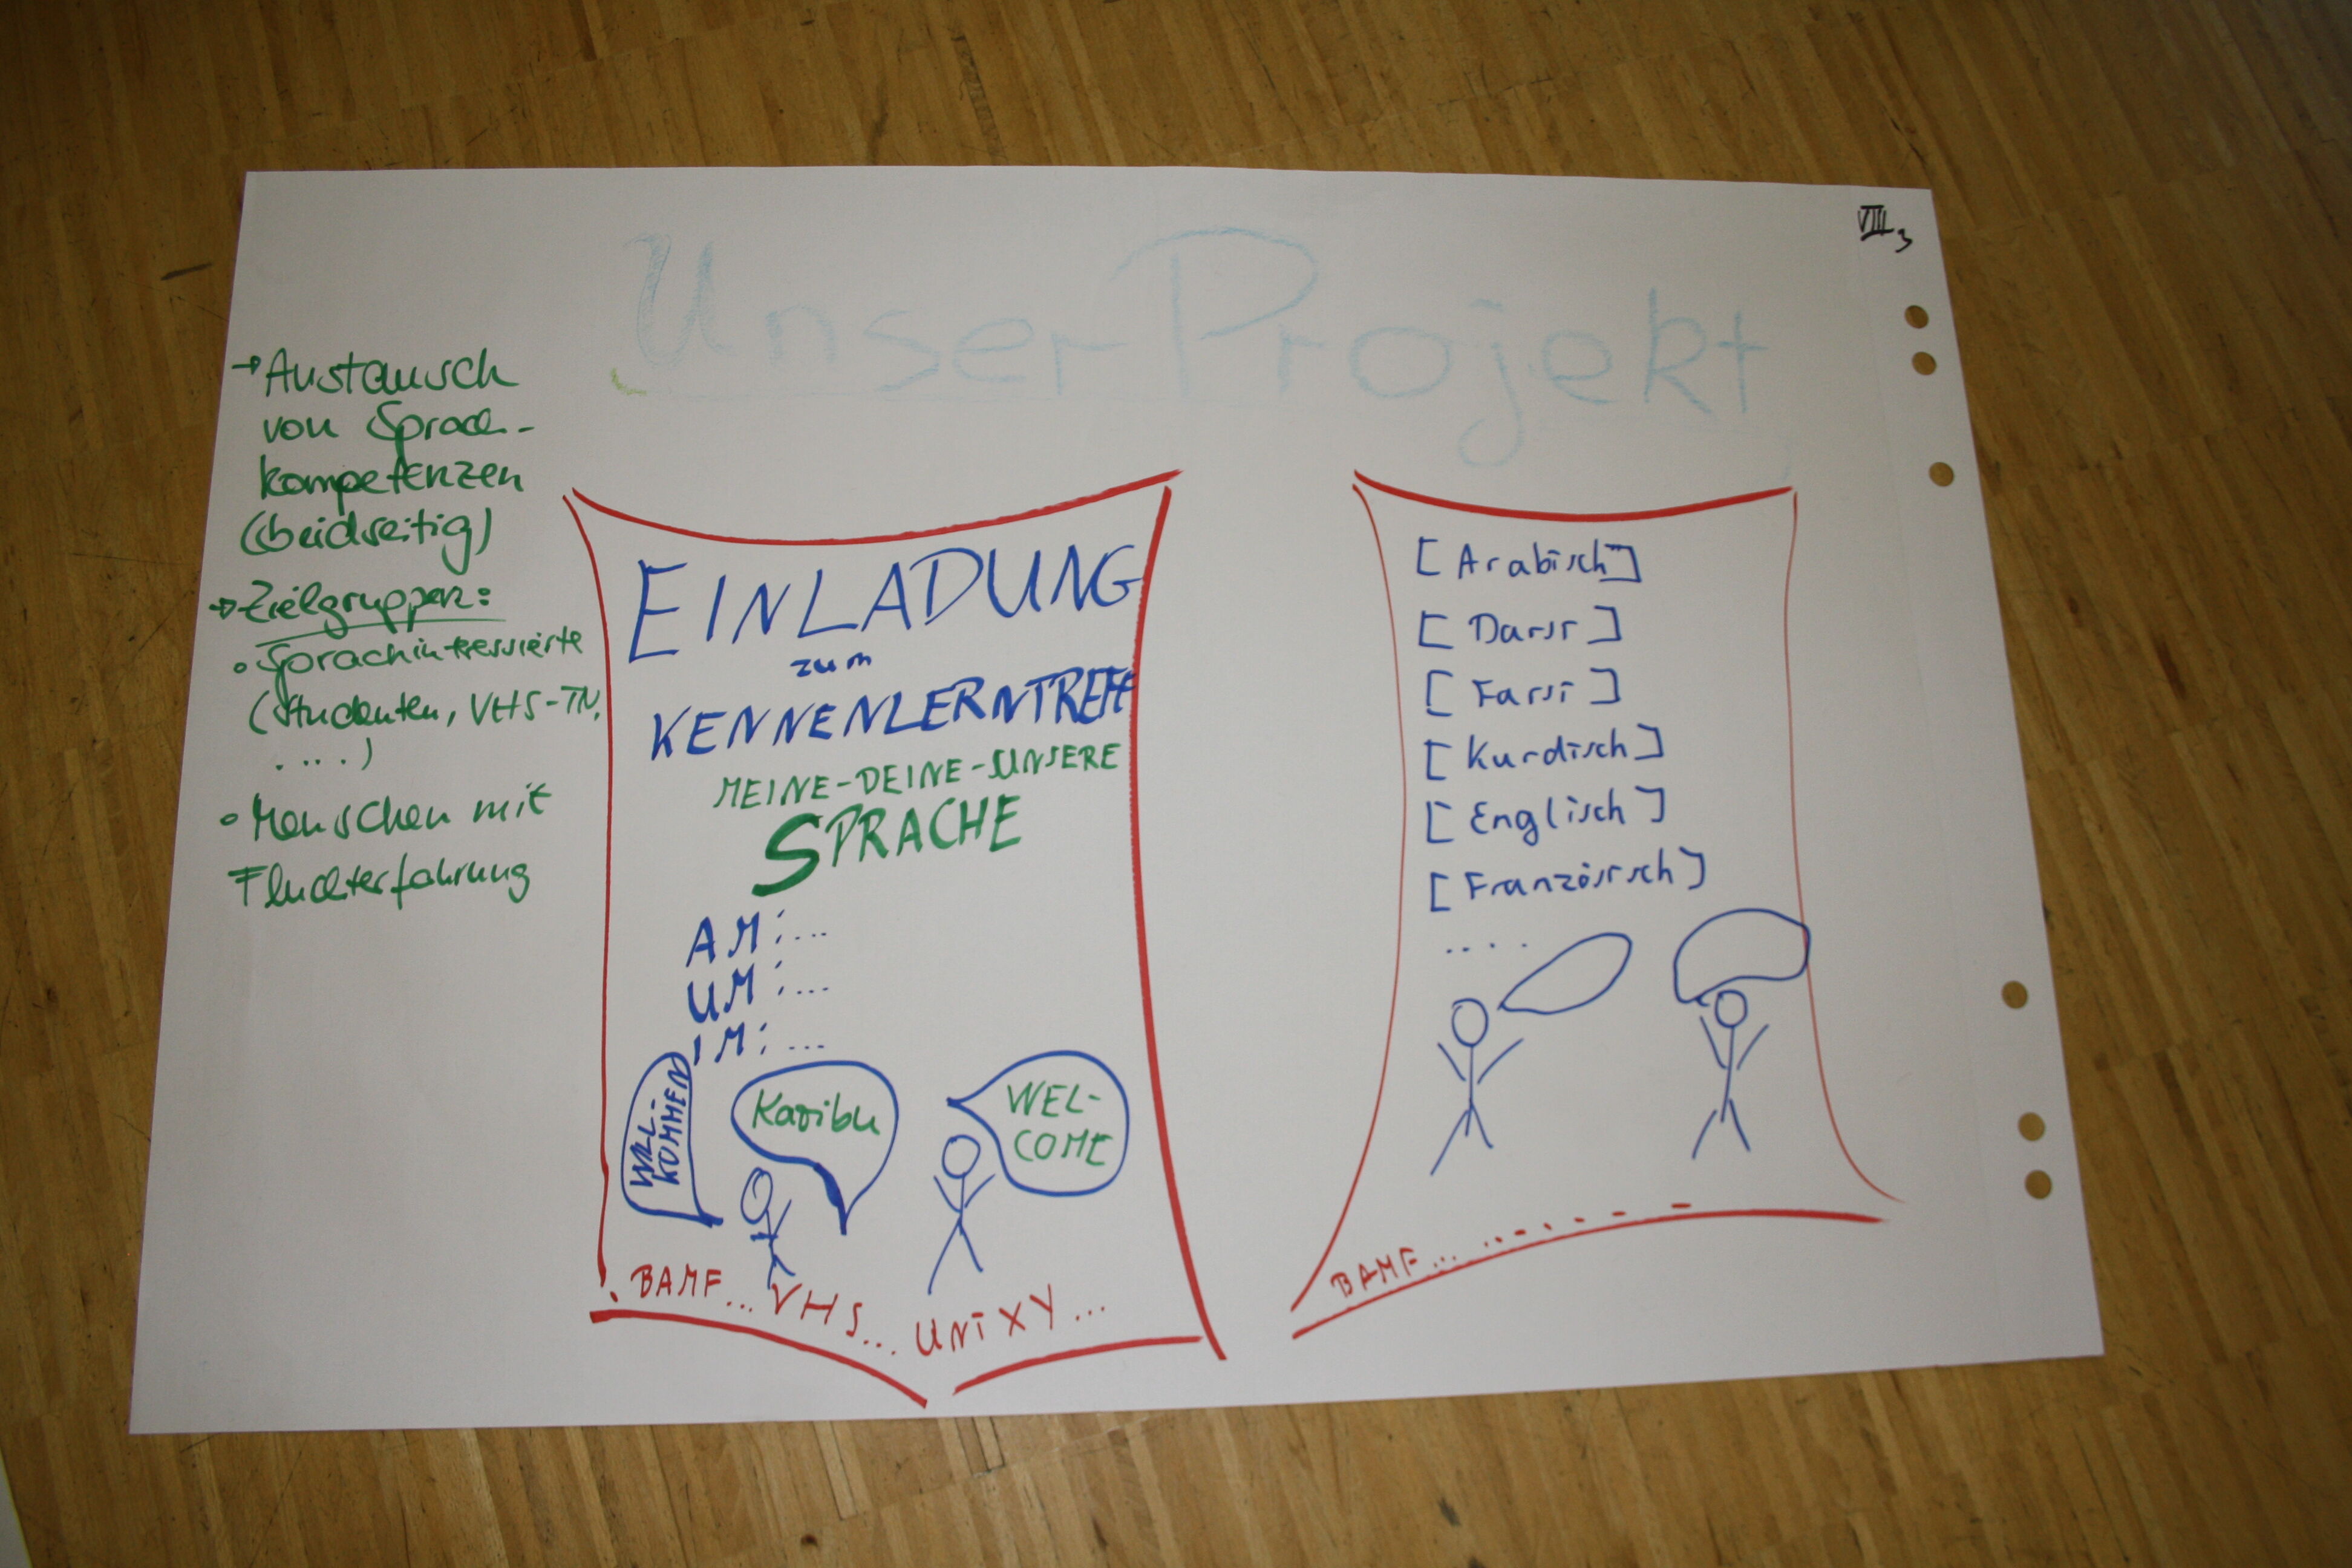 VIII 3
Unser Projekt
→ Austausch
von Sprach-
kompetenzen
(beidseitig)
→ Zielgruppen:
• Sprachinteressierte
(Studenten, VHS-TN,
....)
• Menschen mit
Fluchterfahrung
EINLADUNG
zum
KENNENLERNTREFF
MEINE-DEINE-UNSERE
SPRACHE
AM:...
UM:...
IM:...
WILL-
KOMMEN
Karibu
WEL-
COME
BAMF... VHS... UNI XY...
[Arabisch]
[Darsi]
[Farsi]
[Kurdisch]
[Englisch]
[Französisch]
....
BAMF...